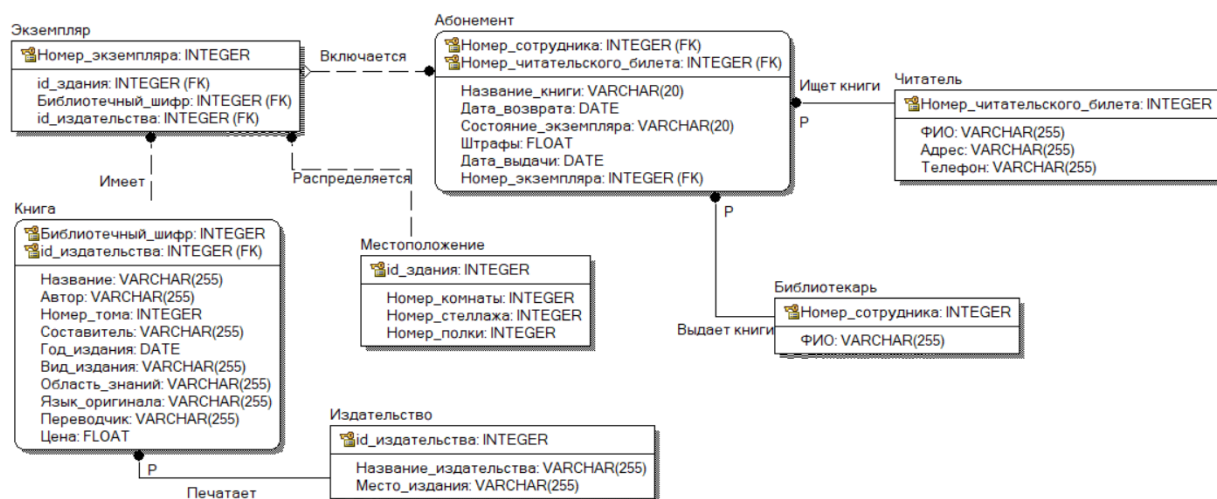 Экземпляр
Номер_экземпляра: INTEGER
id_здания: INTEGER (FK)
Библиотечный_шифр: INTEGER (FK)
id_издательства: INTEGER (FK)
Включается
Абонемент
Номер_сотрудника: INTEGER (FK)
Номер_читательского_билета: INTEGER (FK)
Название_книги: VARCHAR(20)
Дата_возврата: DATE
Состояние_экземпляра: VARCHAR(20)
Штрафы: FLOAT
Дата_выдачи: DATE
Номер_экземпляра: INTEGER (FK)
Ищет книги
P
Читатель
Номер_читательского_билета: INTEGER
ФИО: VARCHAR(255)
Адрес: VARCHAR(255)
Телефон: VARCHAR(255)
Имеет
Распределяется
P
Книга
Библиотечный_шифр: INTEGER
id_издательства: INTEGER (FK)
Название: VARCHAR(255)
Автор: VARCHAR(255)
Номер_тома: INTEGER
Составитель: VARCHAR(255)
Год_издания: DATE
Вид_издания: VARCHAR(255)
Область_знаний: VARCHAR(255)
Язык_оригинала: VARCHAR(255)
Переводчик: VARCHAR(255)
Цена: FLOAT
Местоположение
id_здания: INTEGER
Номер_комнаты: INTEGER
Номер_стеллажа: INTEGER
Номер_полки: INTEGER
Библиотекарь
Номер_сотрудника: INTEGER
ФИО: VARCHAR(255)
Выдает книги
Издательство
id_издательства: INTEGER
Название_издательства: VARCHAR(255)
Место_издания: VARCHAR(255)
P
Печатает